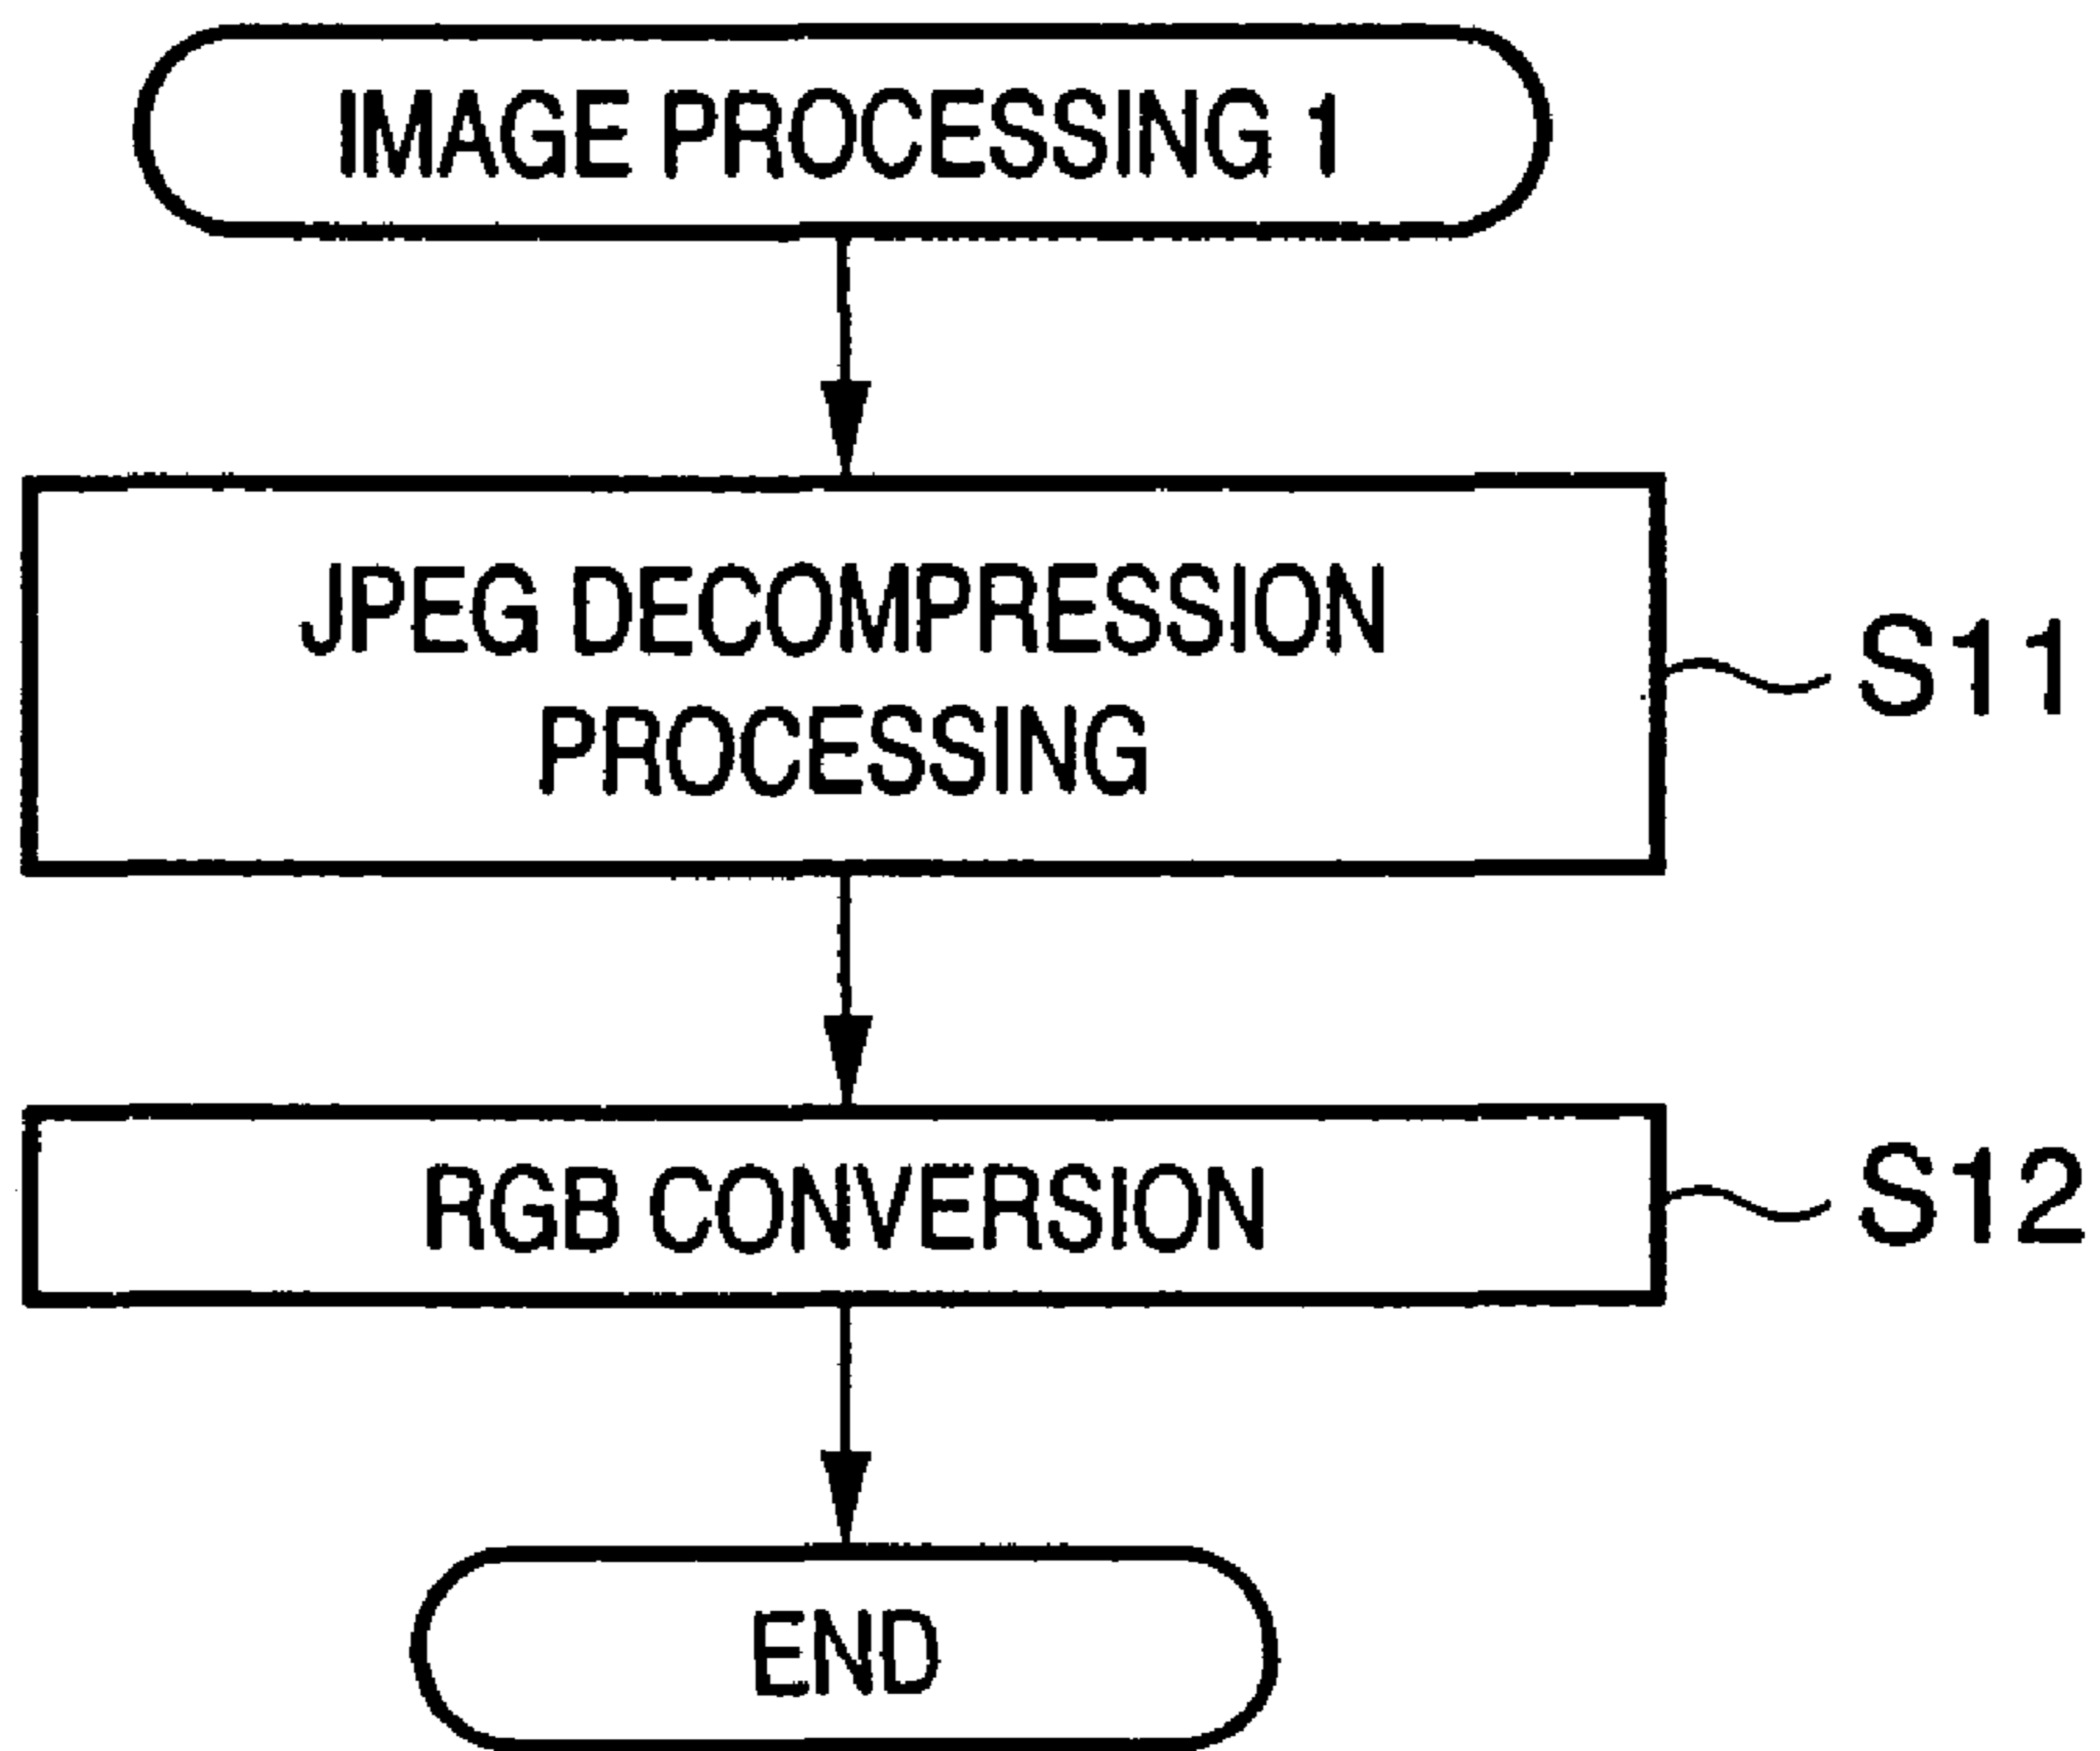 IMAGE PROCESSING 1
JPEG DECOMPRESSION
PROCESSING
S11
RGB CONVERSION
S12
END